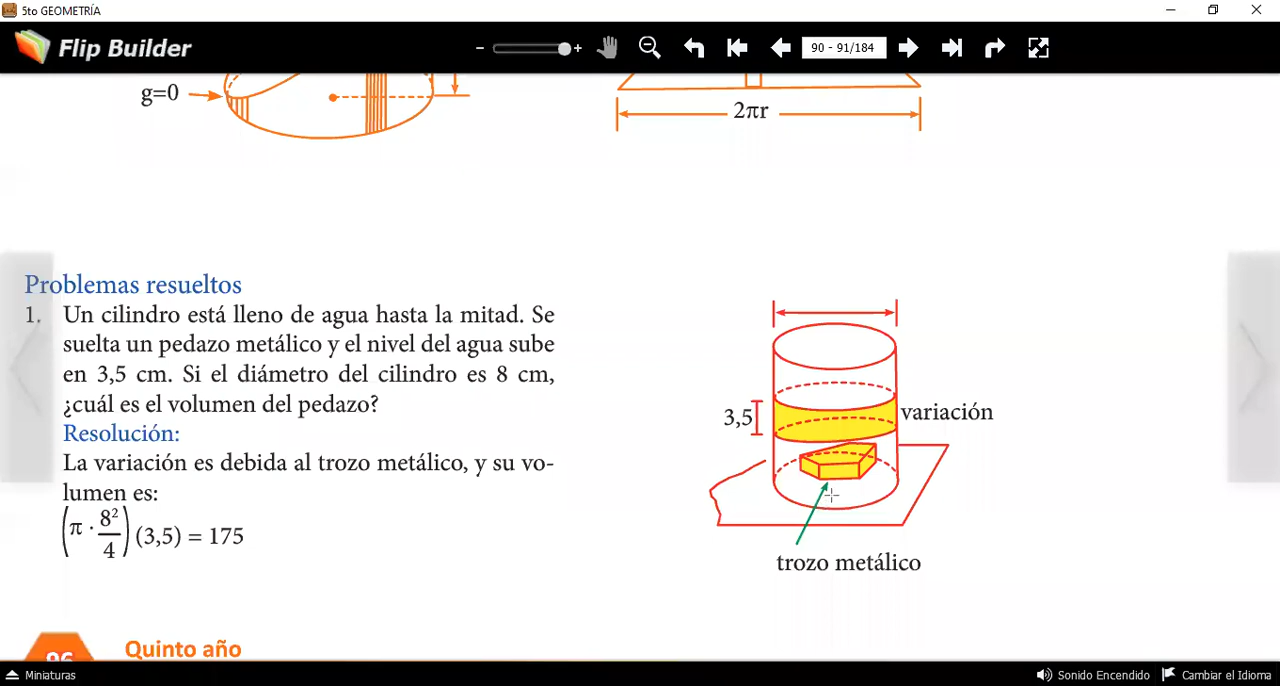 5to GEOMETRÍA
Flip Builder
90 - 91/184
g=0
2πr
Problemas resueltos
1. Un cilindro está lleno de agua hasta la mitad. Se
suelta un pedazo metálico y el nivel del agua sube
en 3,5 cm. Si el diámetro del cilindro es 8 cm,
¿cuál es el volumen del pedazo?
Resolución:
La variación es debida al trozo metálico, y su vo-
lumen es:
(π · 8²/4) (3,5) = 175
3,5
variación
trozo metálico
Quinto año
Miniaturas
Sonido Encendido
Cambiar el Idioma